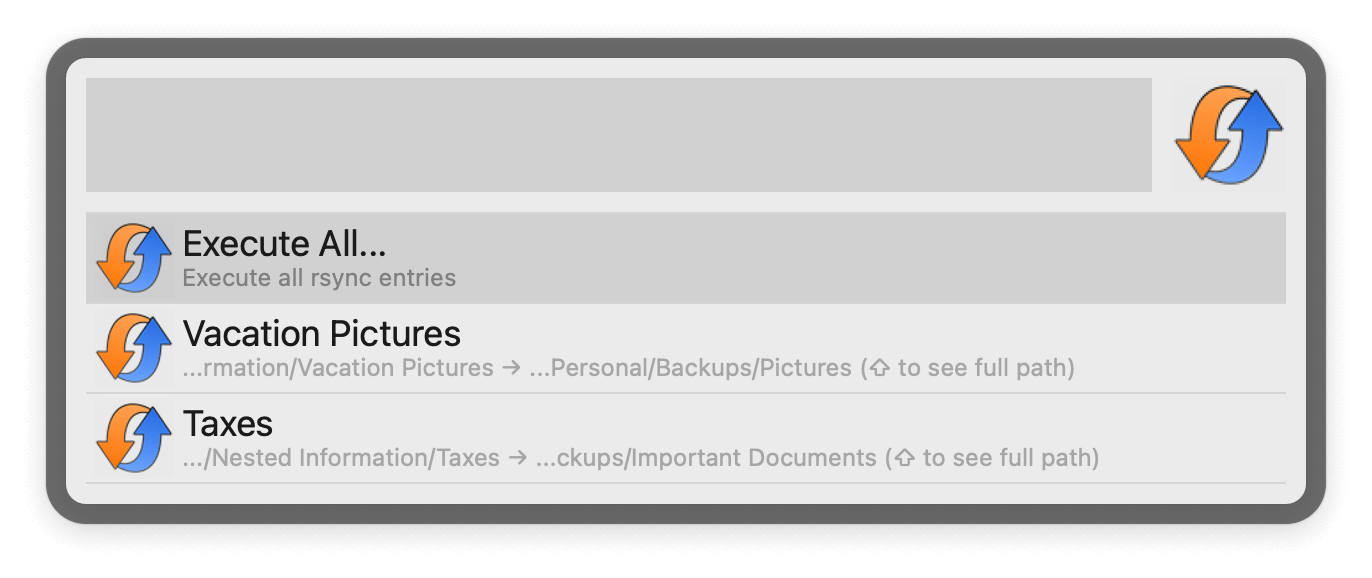 Execute All...
Execute all rsync entries
Vacation Pictures
...rmation/Vacation Pictures → ...Personal/Backups/Pictures (⇧ to see full path)
Taxes
.../Nested Information/Taxes → ...ckups/Important Documents (⇧ to see full path)